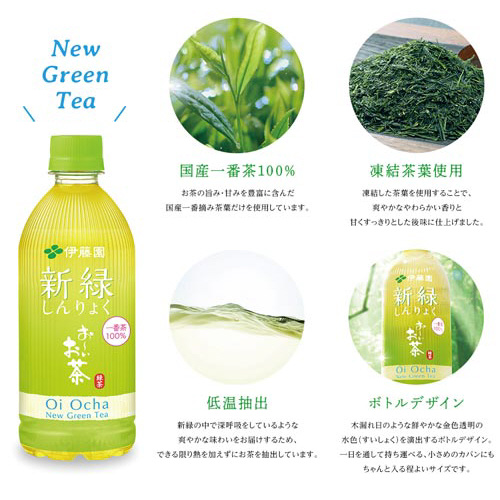 New
Green
Tea
伊藤園
新緑
しんりょく
一番茶
100%
お～いお茶
緑茶
Oi Ocha
New Green Tea
国産一番茶100%
お茶の旨み・甘みを豊富に含んだ
国産一番摘み茶葉だけを使用しています。
凍結茶葉使用
凍結した茶葉を使用することで、
爽やかなやわらかい香りと
甘くすっきりとした後味に仕上げました。
低温抽出
新緑の中で深呼吸をしているような
爽やかな味わいをお届けするため、
できる限り熱を加えずにお茶を抽出しています。
新緑
しんりょく
お～いお茶
緑茶
Oi Ocha
New Green Tea
ボトルデザイン
木漏れ日のような鮮やかな金色透明の
水色(すいしょく)を演出するボトルデザイン。
一日を通して持ち運べる、小さめのカバンにも
ちゃんと入る程よいサイズです。